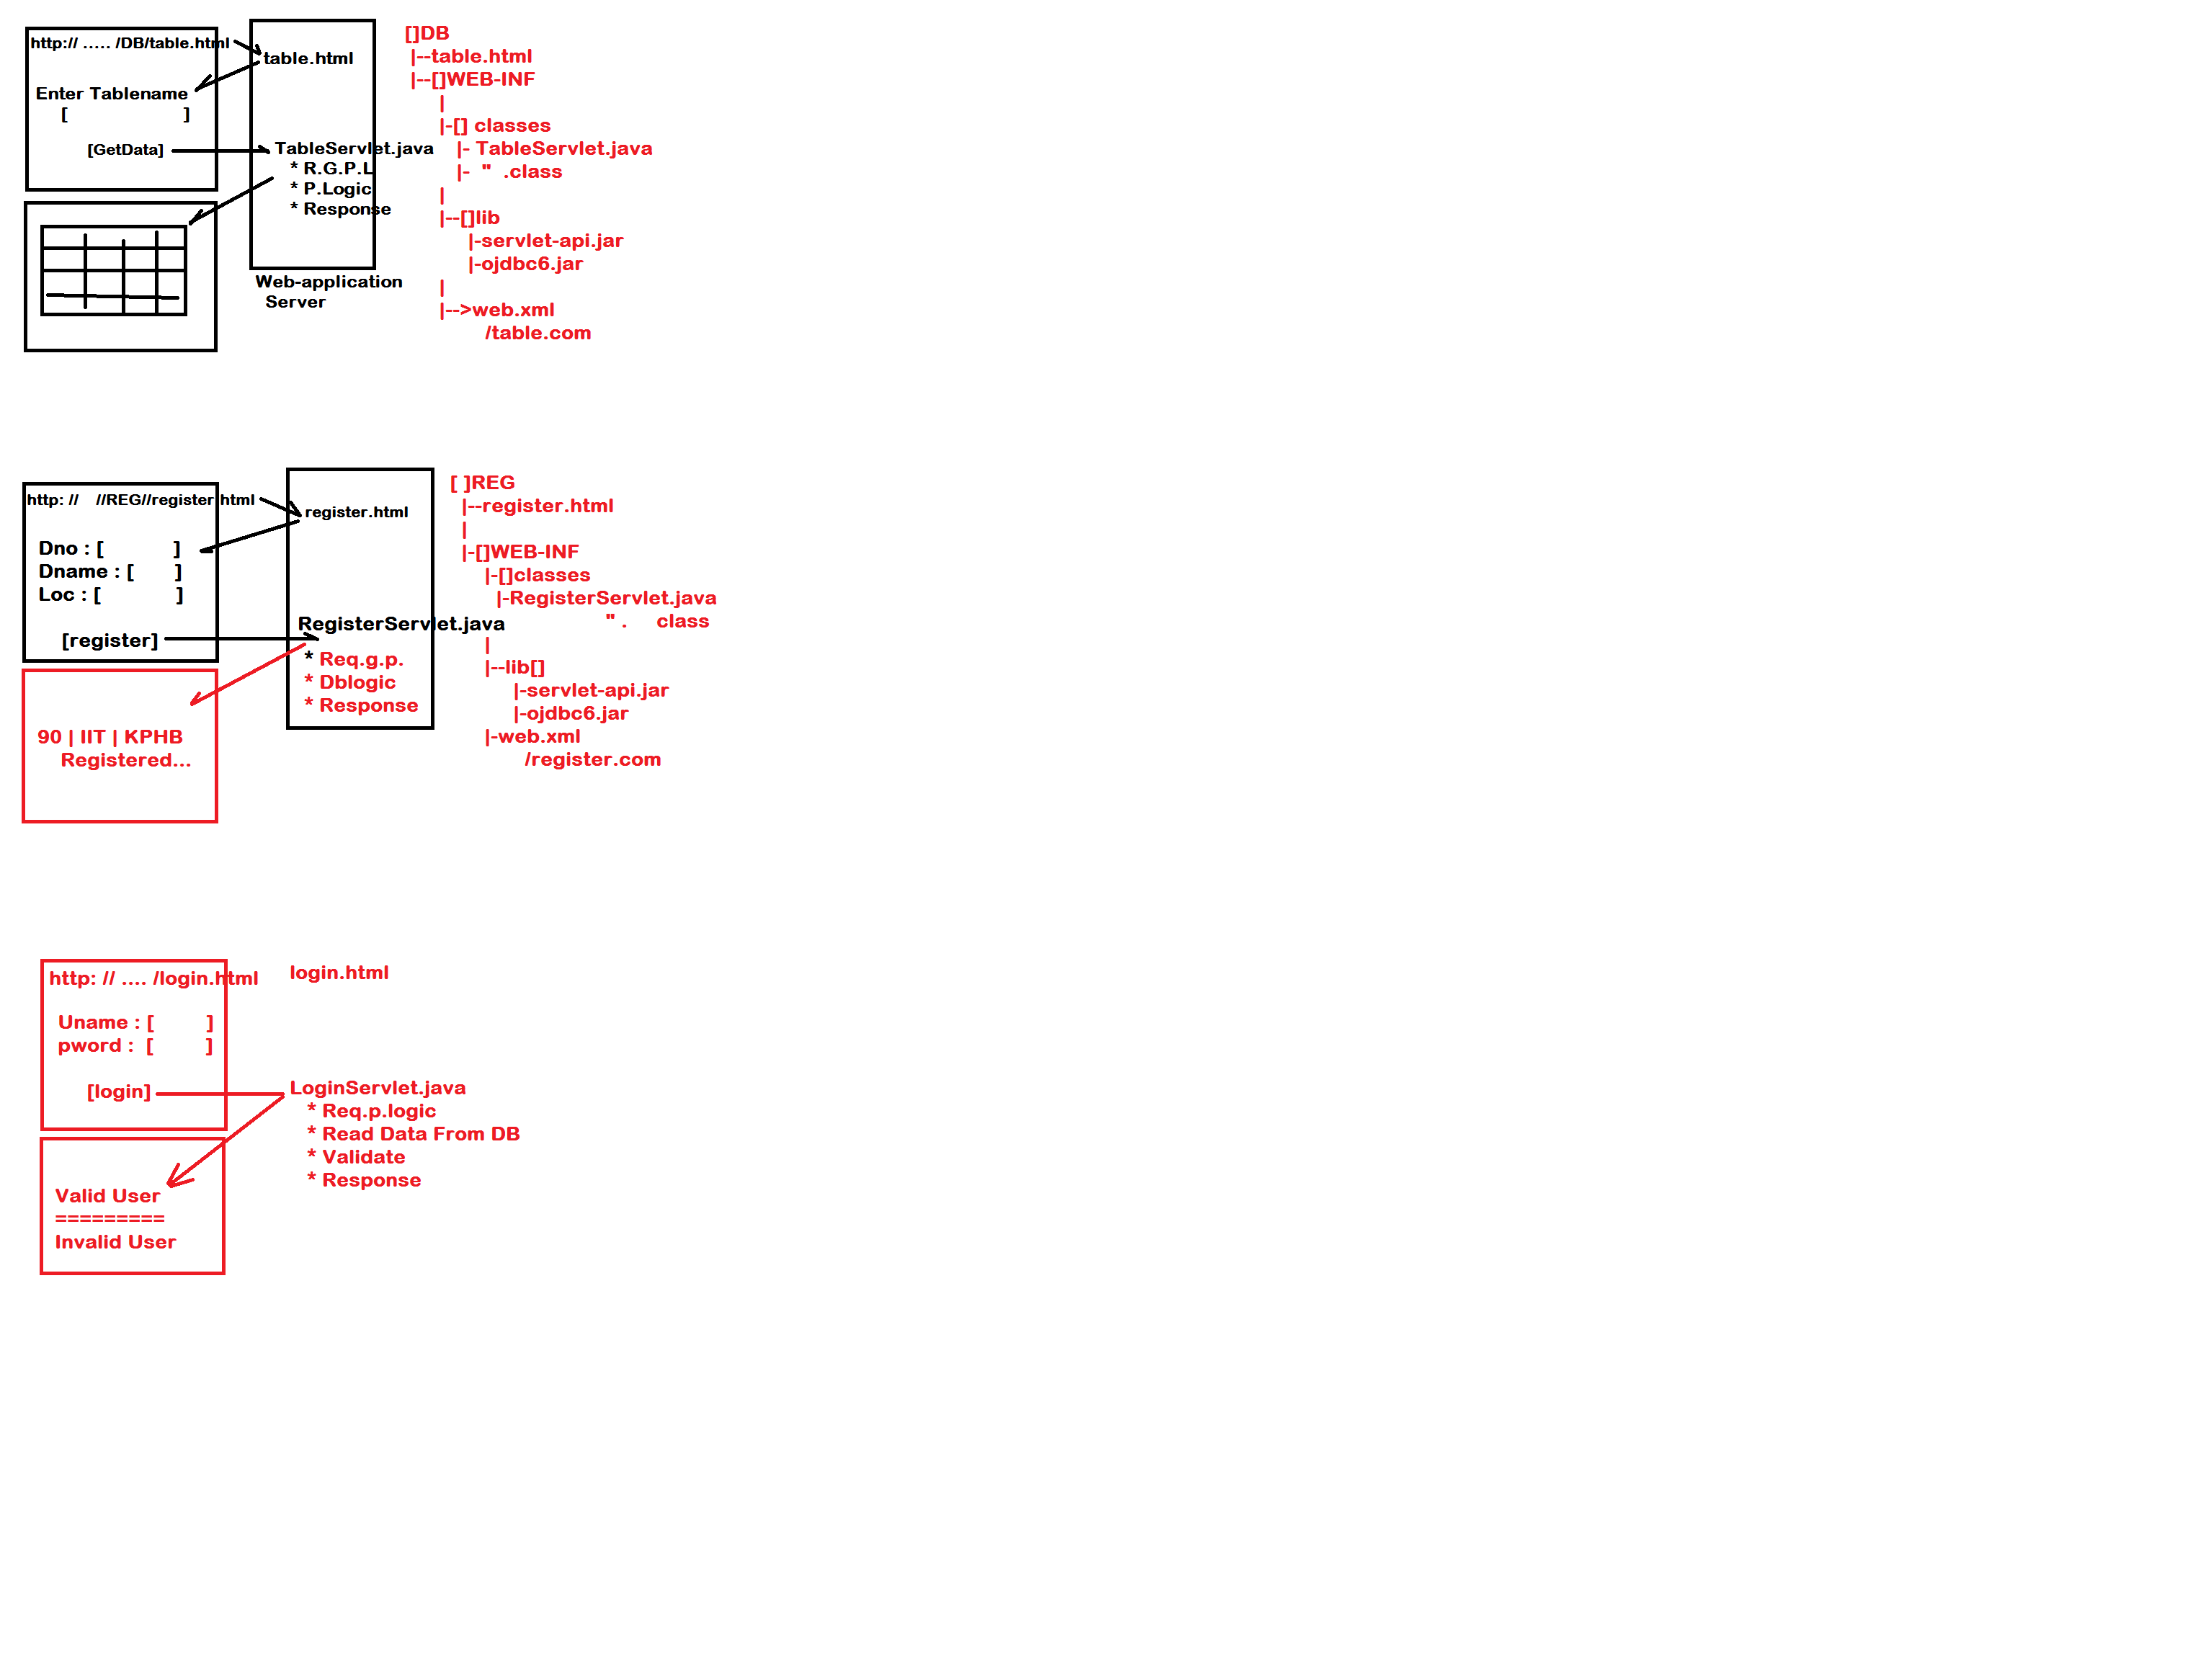 http:// ..... /DB/table.html
Enter Tablename
[ ]
[GetData]
table.html
TableServlet.java
* R.G.P.L
* P.Logic
* Response
Web-application
Server
[]DB
|--table.html
|--[]WEB-INF
|
|-[] classes
|- TableServlet.java
|- " .class
|
|--[]lib
|-servlet-api.jar
|-ojdbc6.jar
|
|-->web.xml
/table.com
http: // //REG//register.html
Dno : [ ]
Dname : [ ]
Loc : [ ]
[register]
register.html
RegisterServlet.java
* Req.g.p.
* Dblogic
* Response
90 | IIT | KPHB
Registered...
[ ]REG
|--register.html
|
|-[]WEB-INF
|-[]classes
|-RegisterServlet.java
" . class
|
|--lib[]
|-servlet-api.jar
|-ojdbc6.jar
|-web.xml
/register.com
http: // .... /login.html
Uname : [ ]
pword : [ ]
[login]
login.html
LoginServlet.java
* Req.p.logic
* Read Data From DB
* Validate
* Response
Valid User
=========
Invalid User